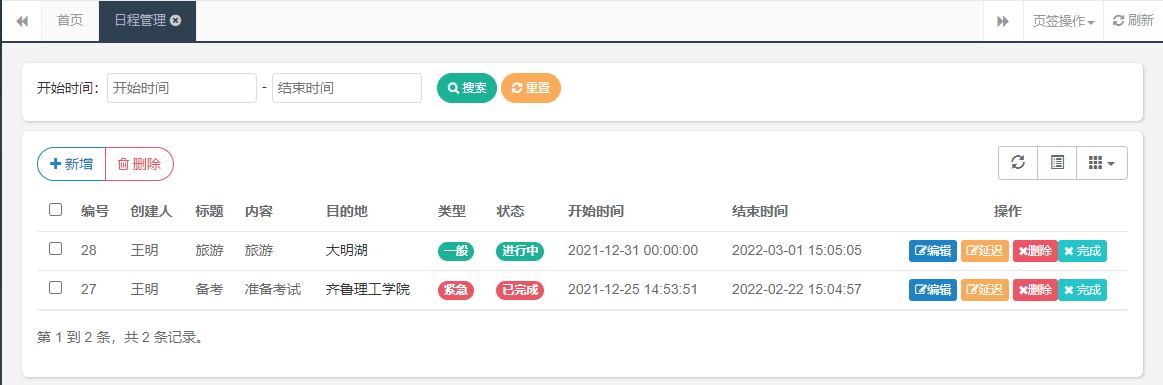 首页 日程管理 页签操作 刷新
开始时间： 开始时间 - 结束时间 搜索 重置
新增 删除
编号 创建人 标题 内容 目的地 类型 状态 开始时间 结束时间 操作
28 王明 旅游 旅游 大明湖 一般 进行中 2021-12-31 00:00:00 2022-03-01 15:05:05 编辑 延迟 删除 完成
27 王明 备考 准备考试 齐鲁理工学院 紧急 已完成 2021-12-25 14:53:51 2022-02-22 15:04:57 编辑 延迟 删除 完成
第 1 到 2 条，共 2 条记录。